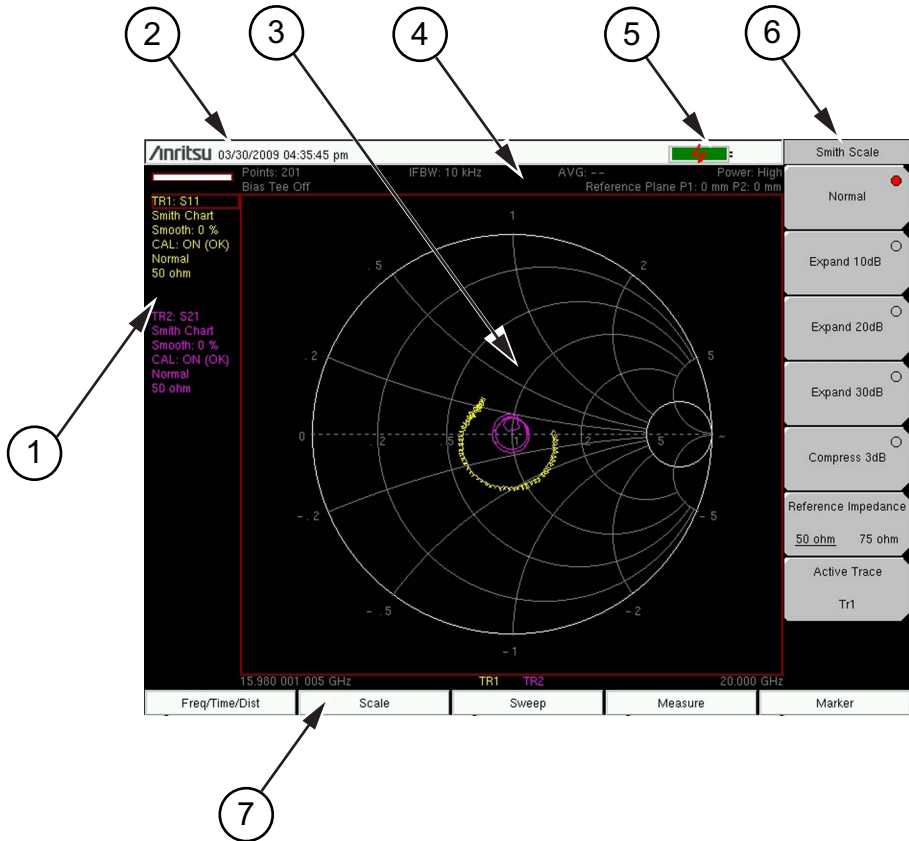 2 3 4 5 6
/inritsu 03/30/2009 04:35:45 pm
Smith Scale
Points: 201 IFBW: 10 kHz AVG: -- Power: High
Bias Tee Off Reference Plane P1: 0 mm P2: 0 mm
TR1: S11
Smith Chart
Smooth: 0 %
CAL: ON (OK)
Normal
50 ohm
TR2: S21
Smith Chart
Smooth: 0 %
CAL: ON (OK)
Normal
50 ohm
1
1
.5 2
.2 5
0 .2 .5 1 2 5 ~
-.2 -5
-.5 -2
-1
Normal
Expand 10dB
Expand 20dB
Expand 30dB
Compress 3dB
Reference Impedance
50 ohm 75 ohm
Active Trace
Tr1
15.980 001 005 GHz TR1 TR2 20.000 GHz
Freq/Time/Dist Scale Sweep Measure Marker
7